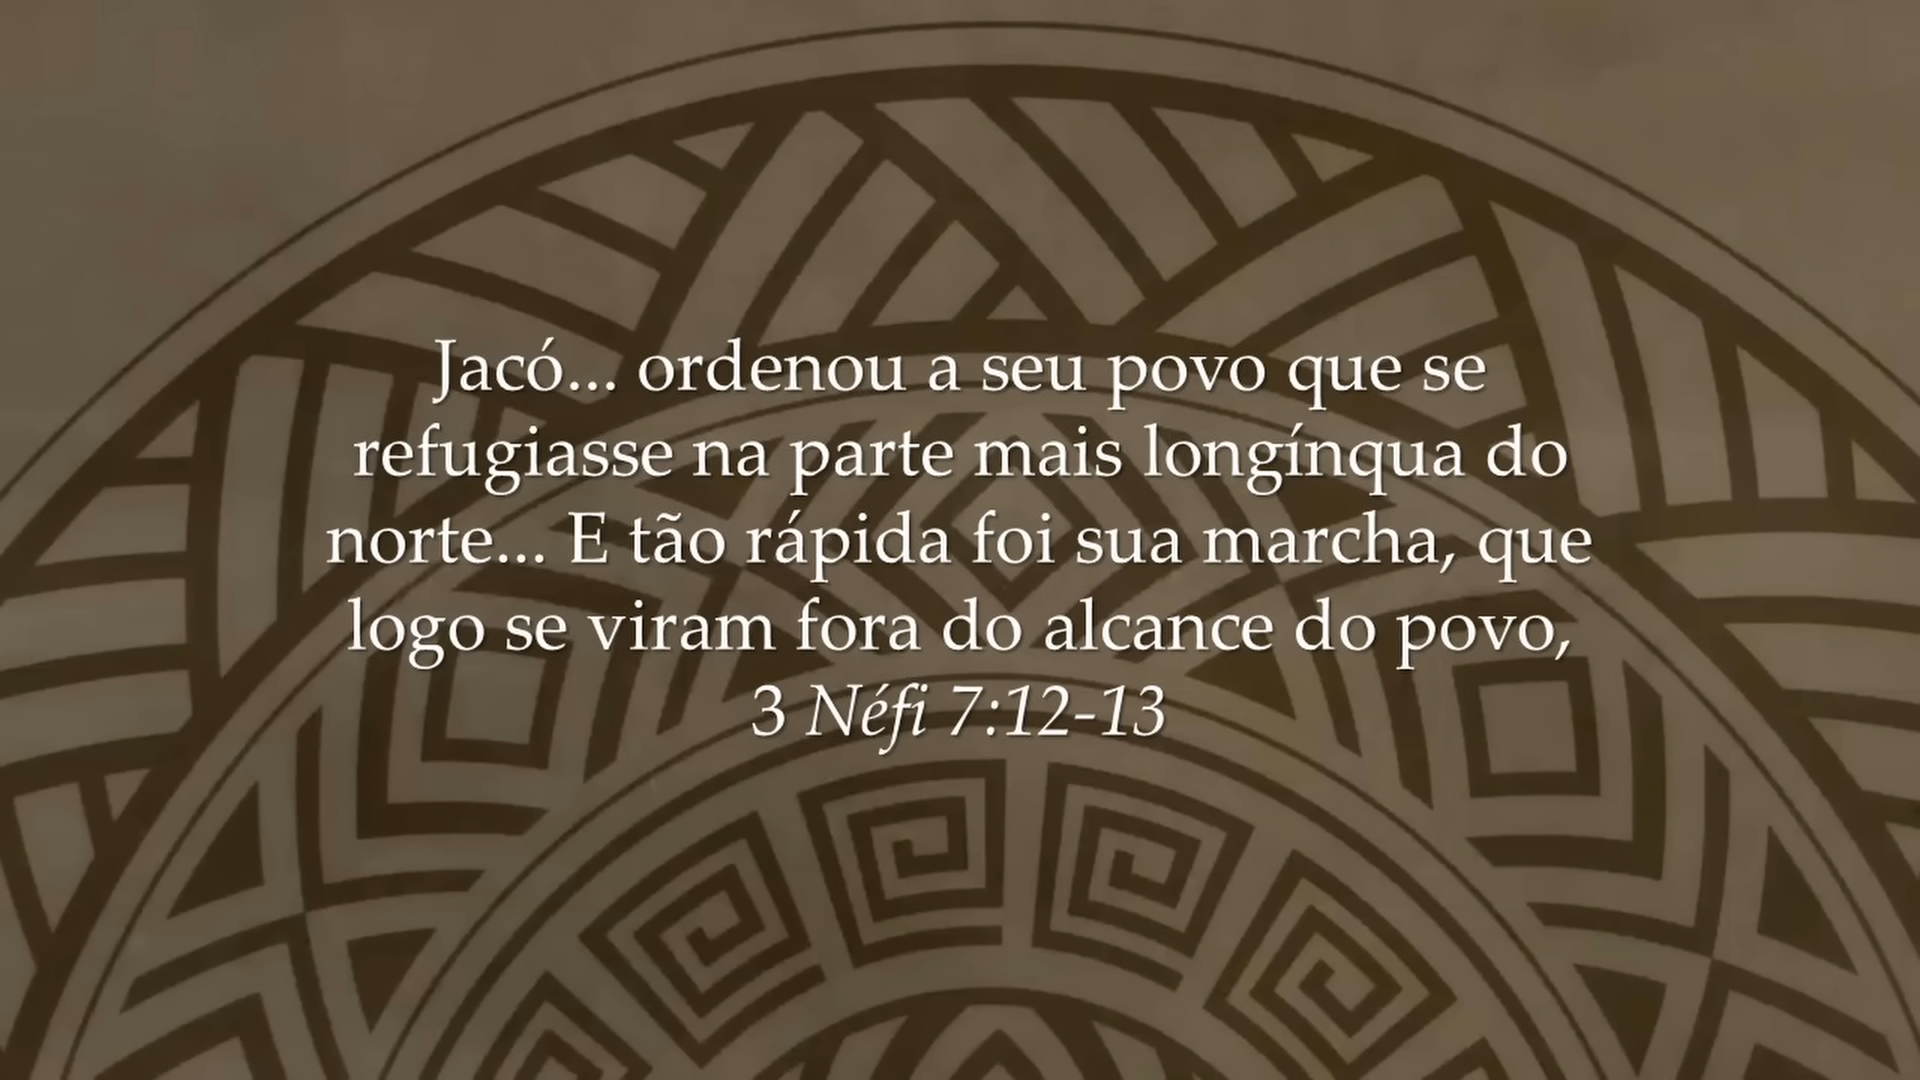 Jacó... ordenou a seu povo que se
refugiasse na parte mais longínqua do
norte... E tão rápida foi sua marcha, que
logo se viram fora do alcance do povo,
3 Néfi 7:12-13